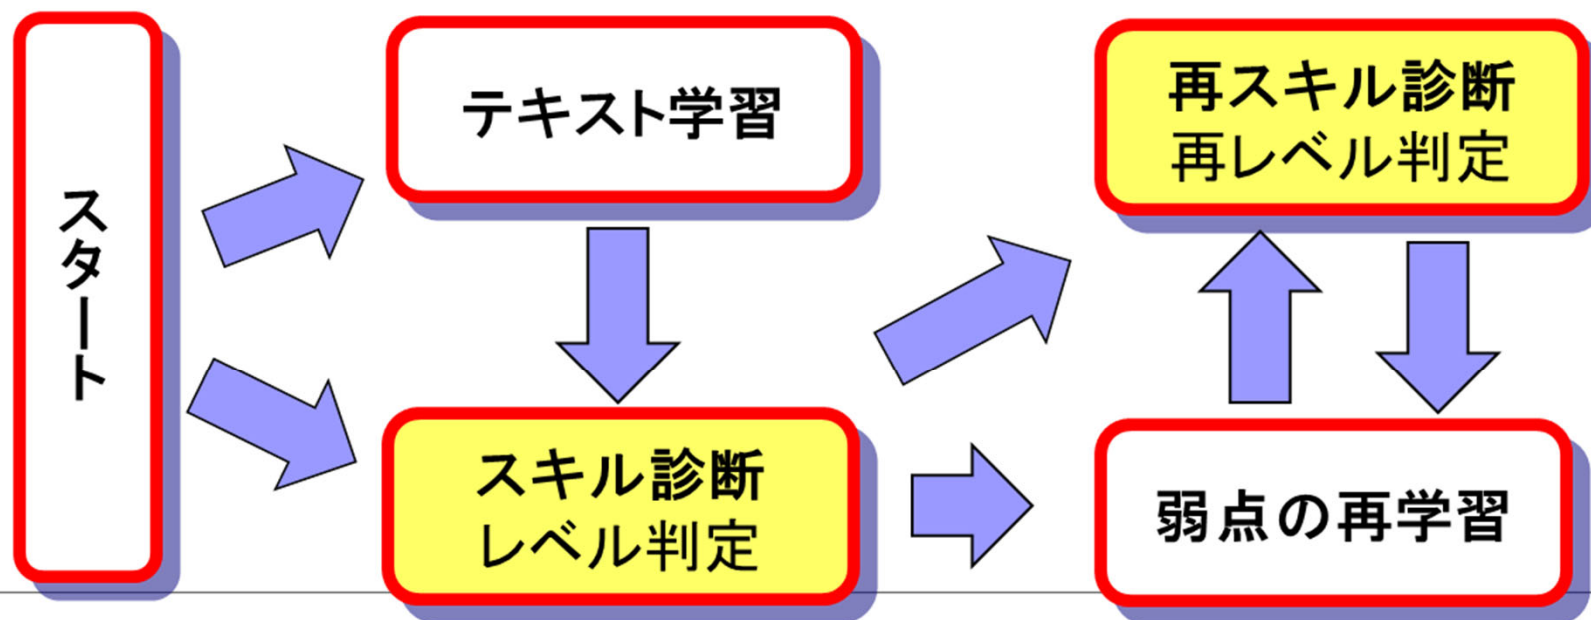 スタート
テキスト学習
スキル診断
レベル判定
再スキル診断
再レベル判定
弱点の再学習